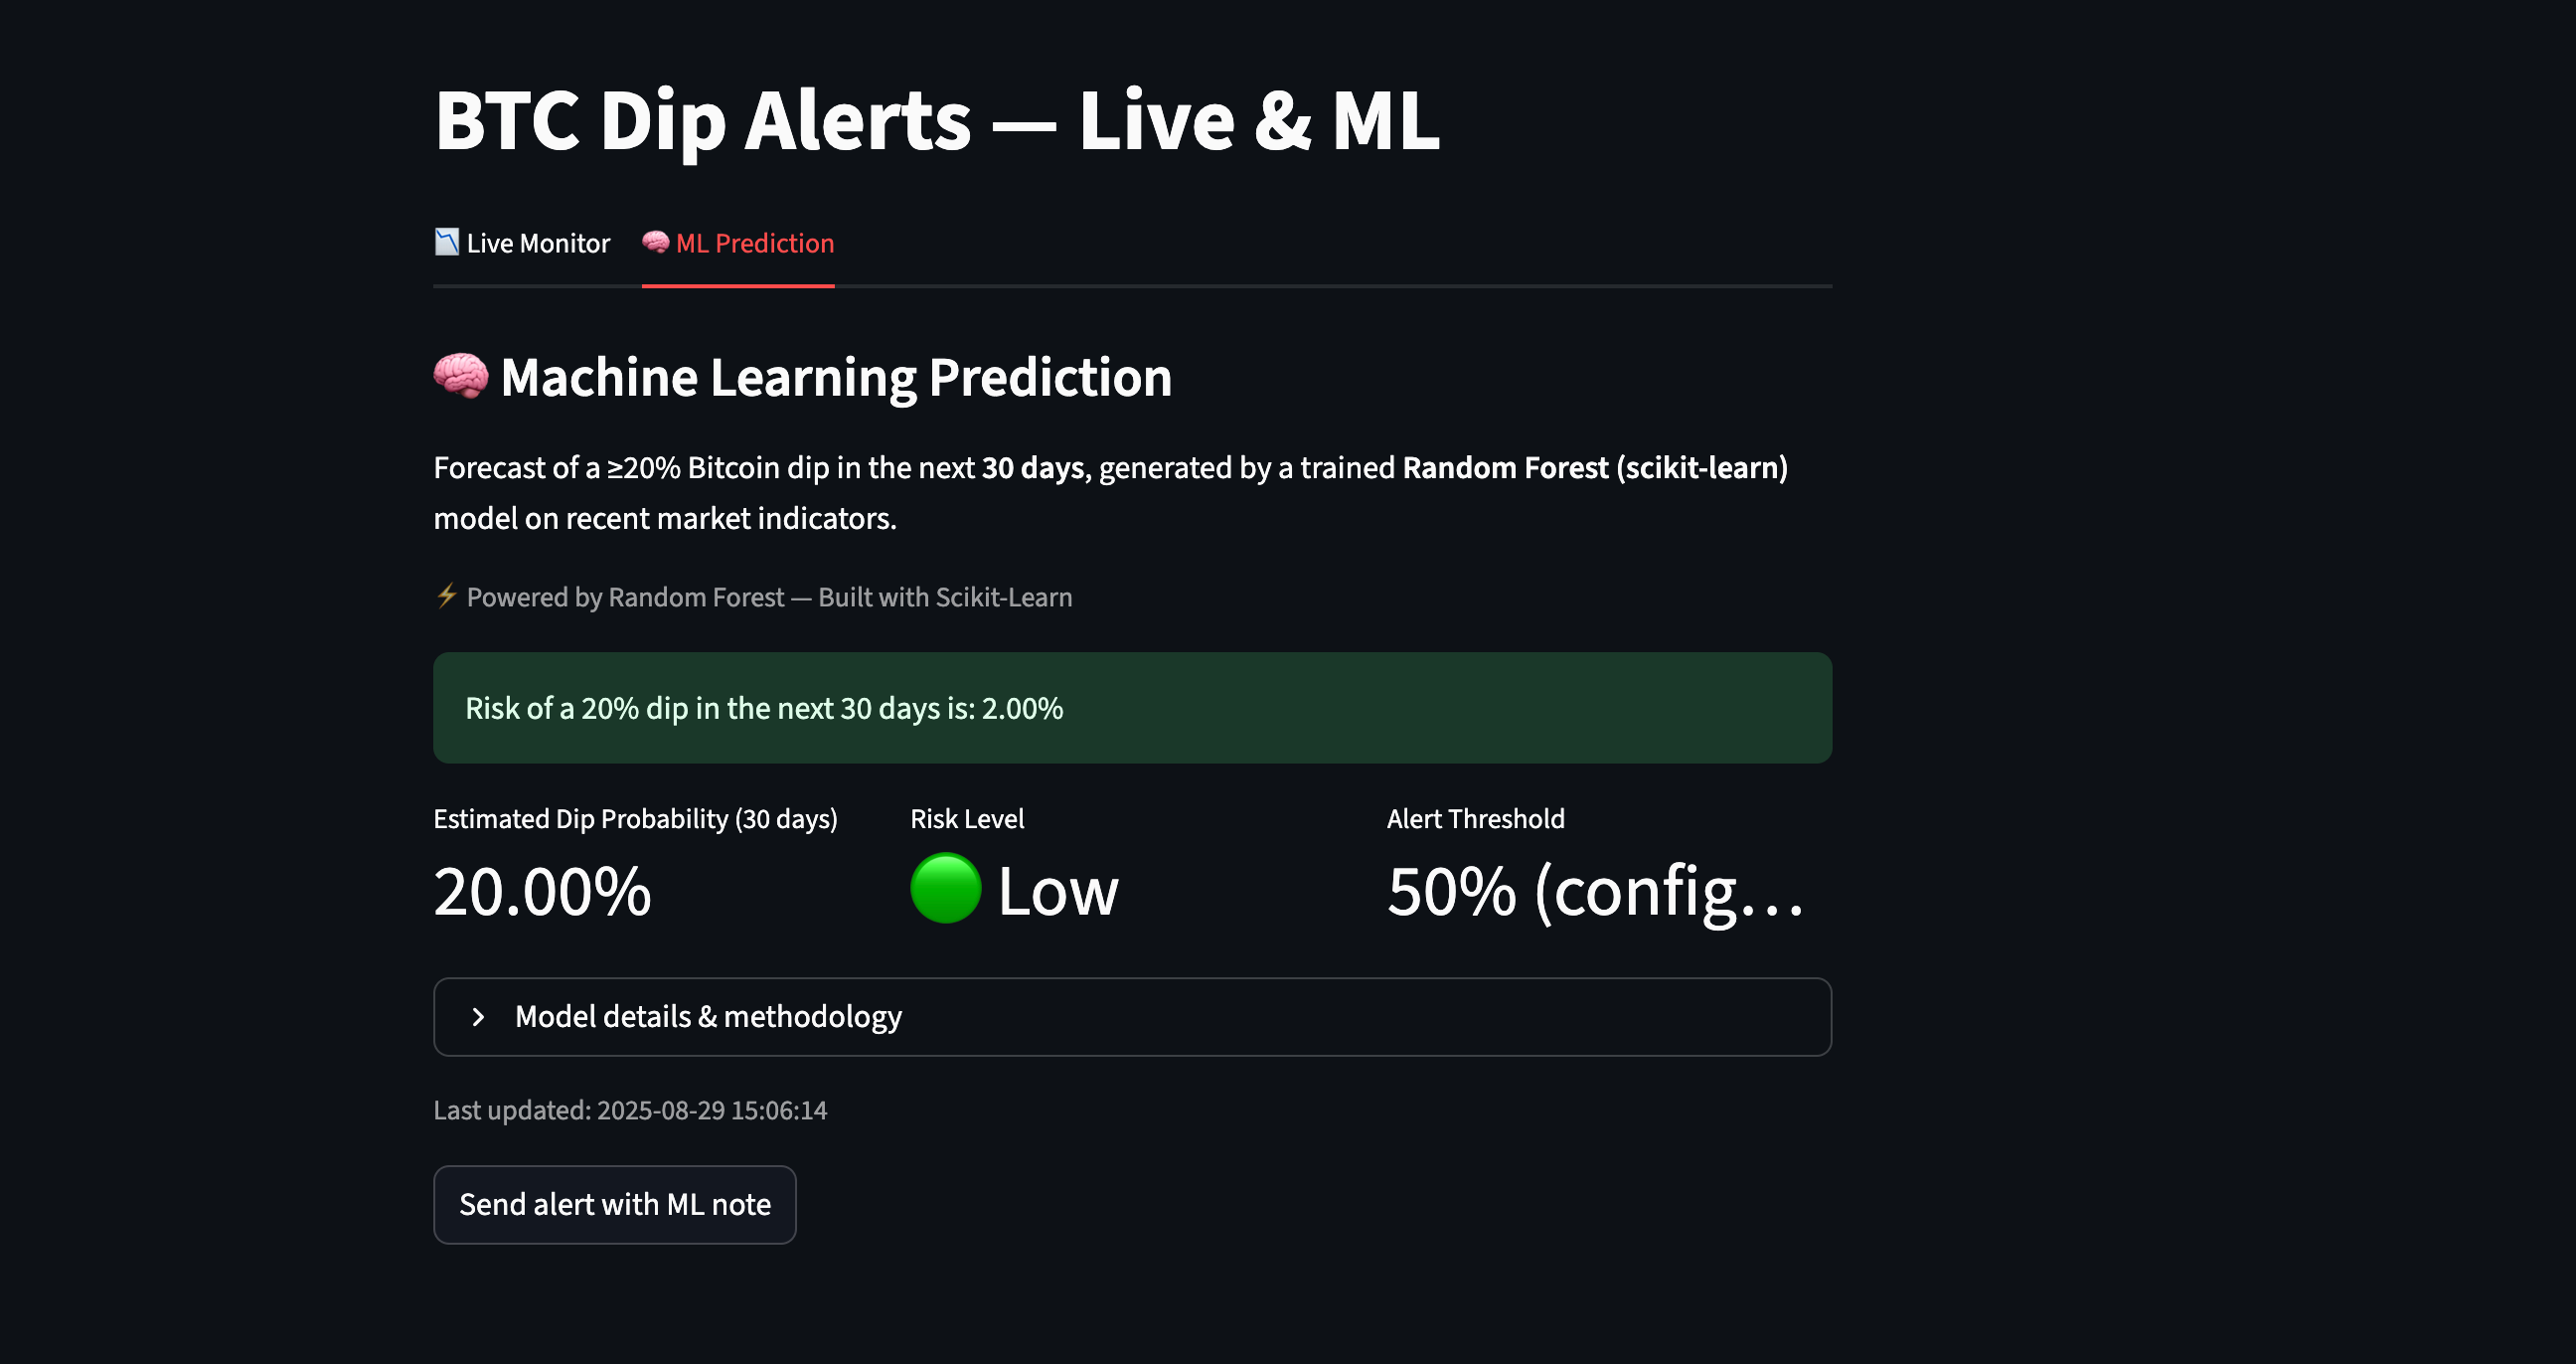 BTC Dip Alerts — Live & ML
📉 Live Monitor 🧠 ML Prediction
🧠 Machine Learning Prediction
Forecast of a ≥20% Bitcoin dip in the next 30 days, generated by a trained Random Forest (scikit-learn)
model on recent market indicators.
⚡ Powered by Random Forest — Built with Scikit-Learn
Risk of a 20% dip in the next 30 days is: 2.00%
Estimated Dip Probability (30 days) Risk Level Alert Threshold
20.00% 🟢 Low 50% (config…
Model details & methodology
Last updated: 2025-08-29 15:06:14
Send alert with ML note